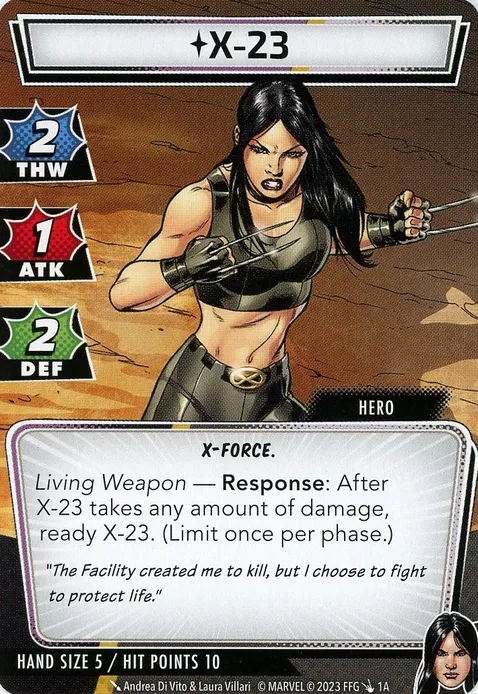 X-23
2
THW
1
ATK
2
DEF
HERO
X-FORCE.
Living Weapon — Response: After
X-23 takes any amount of damage,
ready X-23. (Limit once per phase.)
"The Facility created me to kill, but I choose to fight
to protect life."
HAND SIZE 5 / HIT POINTS 10
Andrea Di Vito & Laura Villari © MARVEL © 2023 FFG 1A